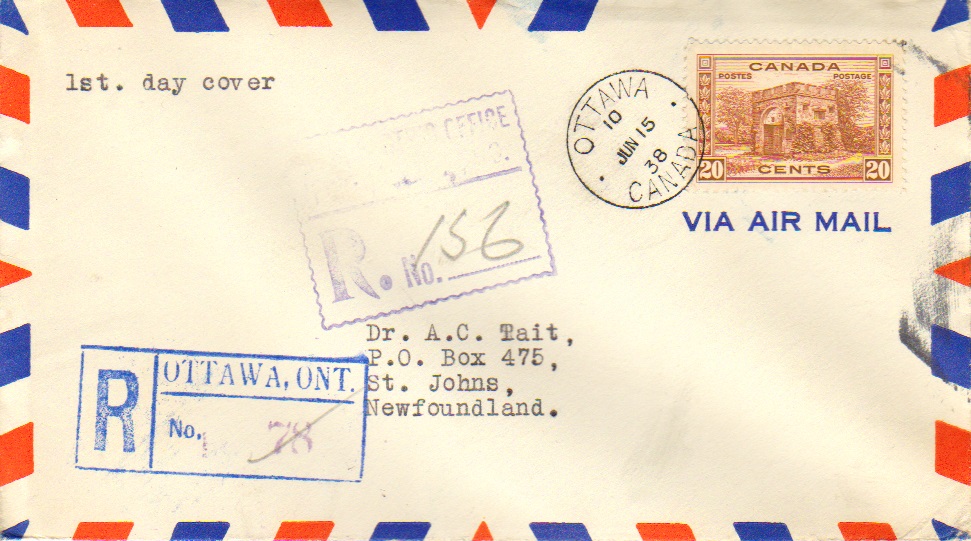 1st. day cover
OFFICE
R. No. 156
OTTAWA
10
JUN 15
38
CANADA
CANADA
POSTES POSTAGE
20 CENTS 20
VIA AIR MAIL
Dr. A.C. Tait,
P.O. Box 475,
St. Johns,
Newfoundland.
R
OTTAWA, ONT.
No. 78